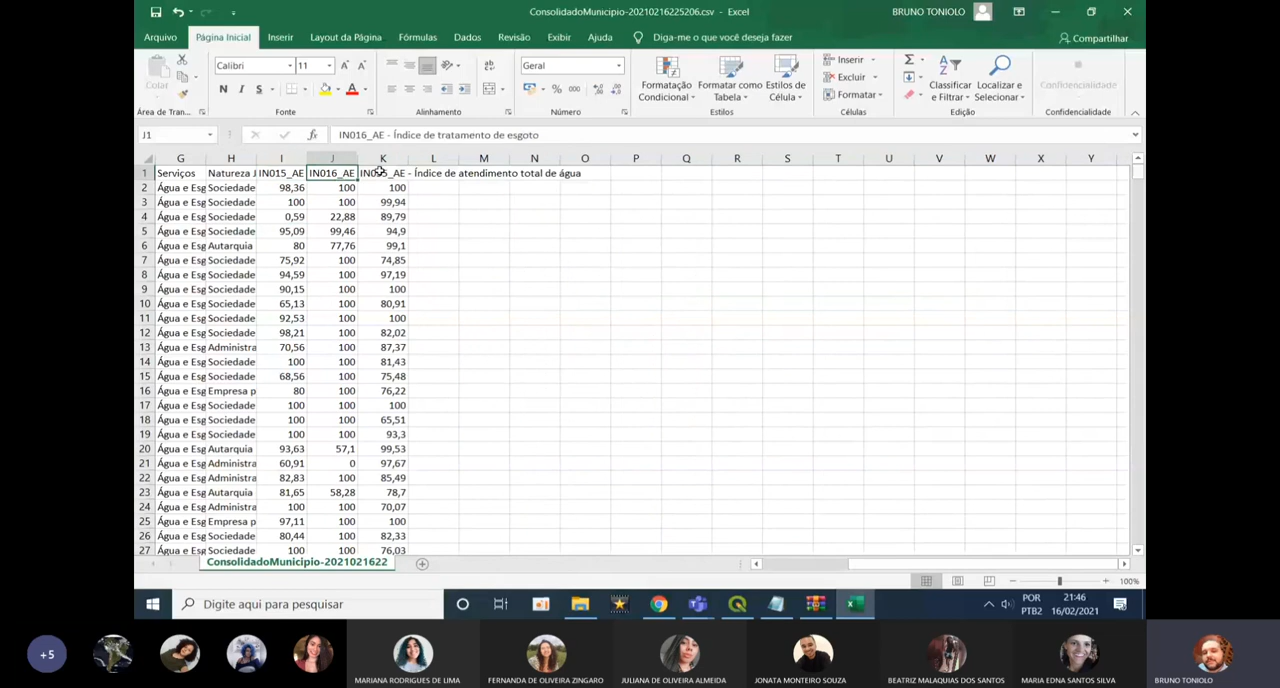 ConsolidadoMunicipio-20210216225206.csv - Excel
BRUNO TONIOLO
Arquivo Página Inicial Inserir Layout da Página Fórmulas Dados Revisão Exibir Ajuda Diga-me o que você deseja fazer Compartilhar
Colar
Calibri 11
N I S
Geral
% 000
Formatação Condicional
Formatar como Tabela
Estilos de Célula
Inserir
Excluir
Formatar
Classificar e Filtrar
Localizar e Selecionar
Confidencialidade
Área de Tran... Fonte Alinhamento Número Estilos Células Edição Confidencialidade
J1 fx IN016_AE - Índice de tratamento de esgoto
G H I J K L M N O P Q R S T U V W X Y
1 Serviços Natureza J IN015_AE IN016_AE _AE - Índice de atendimento total de água
2 Água e Esg Sociedade 98,36 100 100
3 Água e Esg Sociedade 100 100 99,94
4 Água e Esg Sociedade 0,59 22,88 89,79
5 Água e Esg Sociedade 95,09 99,46 94,9
6 Água e Esg Autarquia 80 77,76 99,1
7 Água e Esg Sociedade 75,92 100 74,85
8 Água e Esg Sociedade 94,59 100 97,19
9 Água e Esg Sociedade 90,15 100 100
10 Água e Esg Sociedade 65,13 100 80,91
11 Água e Esg Sociedade 92,53 100 100
12 Água e Esg Sociedade 98,21 100 82,02
13 Água e Esg Administra 70,56 100 87,37
14 Água e Esg Sociedade 100 100 81,43
15 Água e Esg Sociedade 68,56 100 75,48
16 Água e Esg Empresa p 80 100 76,22
17 Água e Esg Sociedade 100 100 100
18 Água e Esg Sociedade 100 100 65,51
19 Água e Esg Sociedade 100 100 93,3
20 Água e Esg Autarquia 93,63 57,1 99,53
21 Água e Esg Administra 60,91 0 97,67
22 Água e Esg Administra 82,83 100 85,49
23 Água e Esg Autarquia 81,65 58,28 78,7
24 Água e Esg Administra 100 100 70,07
25 Água e Esg Empresa p 97,11 100 100
26 Água e Esg Sociedade 80,44 100 82,33
27 Água e Esg Sociedade 100 100 76,03
ConsolidadoMunicipio-2021021622
100%
Digite aqui para pesquisar
POR
PTB2
21:46
16/02/2021
+5
MARIANA RODRIGUES DE LIMA
FERNANDA DE OLIVEIRA ZINGARO
JULIANA DE OLIVEIRA ALMEIDA
JONATA MONTEIRO SOUZA
BEATRIZ MALAQUIAS DOS SANTOS
MARIA EDNA SANTOS SILVA
BRUNO TONIOLO